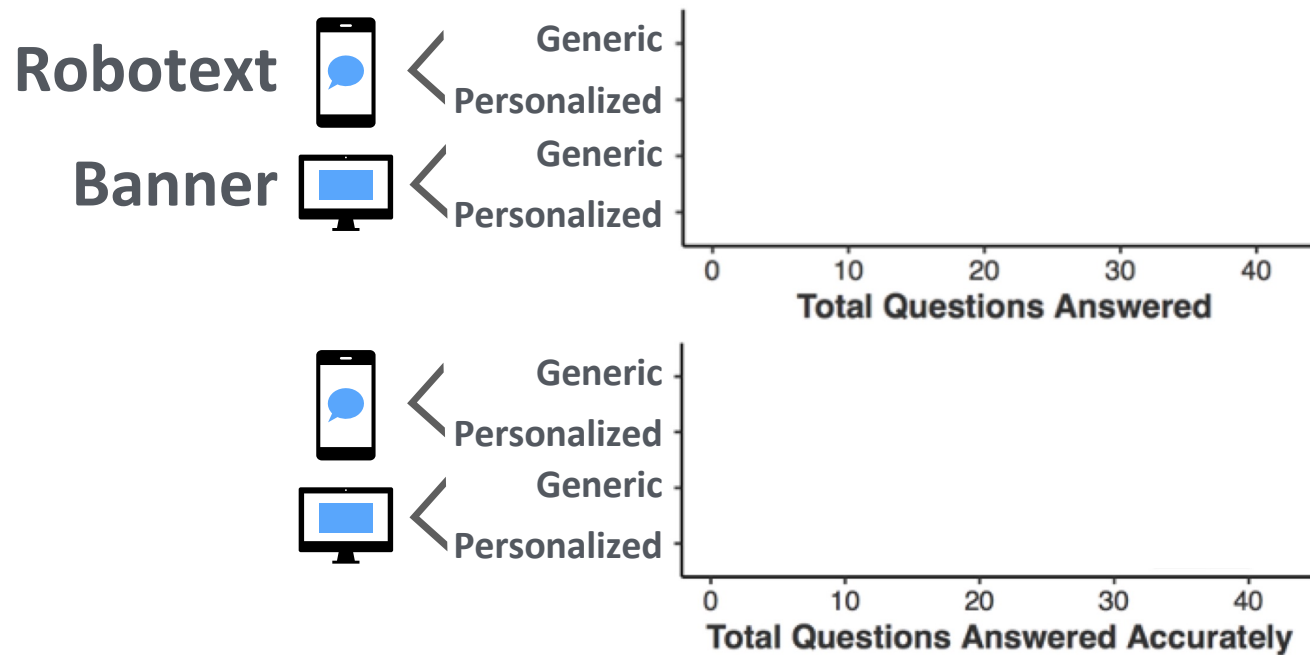 Robotext
Generic
Personalized
Banner
Generic
Personalized
0 10 20 30 40
Total Questions Answered
Generic
Personalized
Generic
Personalized
0 10 20 30 40
Total Questions Answered Accurately